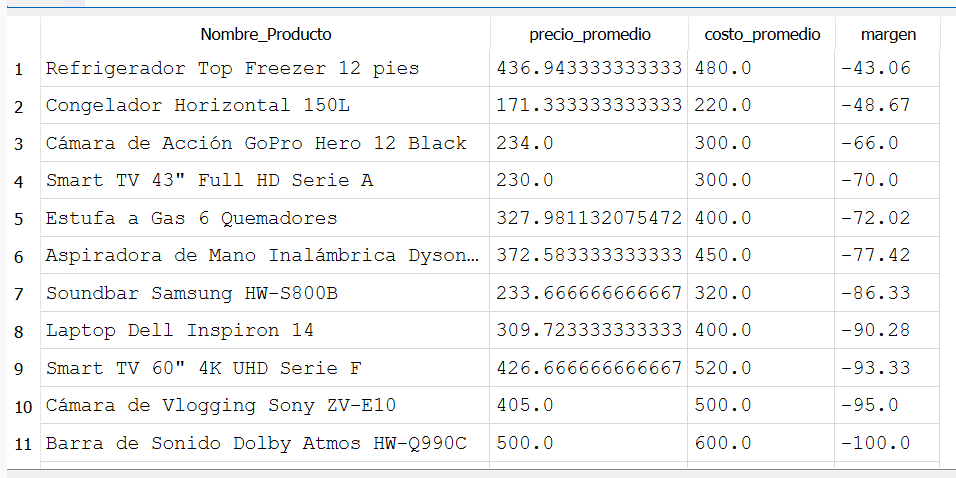 Nombre_Producto precio_promedio costo_promedio margen
1 Refrigerador Top Freezer 12 pies 436.943333333333 480.0 -43.06
2 Congelador Horizontal 150L 171.333333333333 220.0 -48.67
3 Cámara de Acción GoPro Hero 12 Black 234.0 300.0 -66.0
4 Smart TV 43" Full HD Serie A 230.0 300.0 -70.0
5 Estufa a Gas 6 Quemadores 327.981132075472 400.0 -72.02
6 Aspiradora de Mano Inalámbrica Dyson… 372.583333333333 450.0 -77.42
7 Soundbar Samsung HW-S800B 233.666666666667 320.0 -86.33
8 Laptop Dell Inspiron 14 309.723333333333 400.0 -90.28
9 Smart TV 60" 4K UHD Serie F 426.666666666667 520.0 -93.33
10 Cámara de Vlogging Sony ZV-E10 405.0 500.0 -95.0
11 Barra de Sonido Dolby Atmos HW-Q990C 500.0 600.0 -100.0